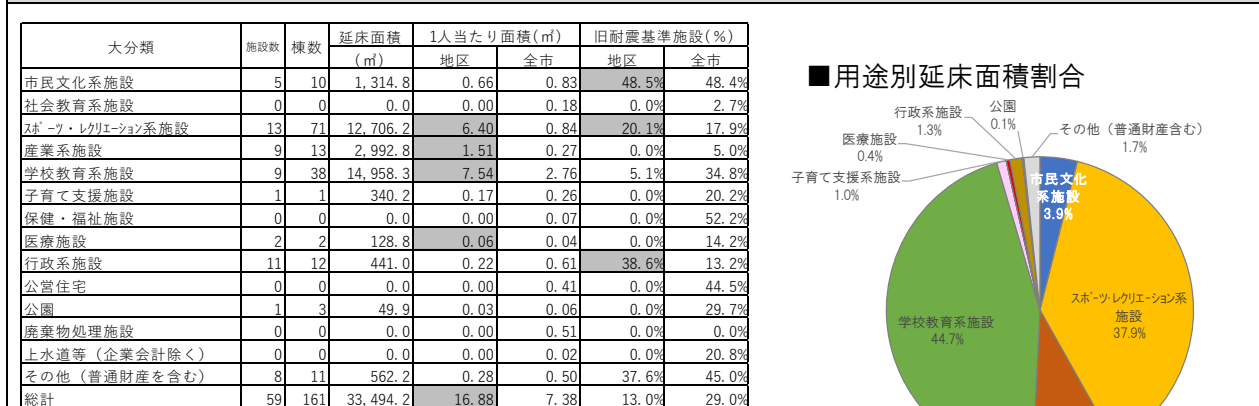 大分類 施設数 棟数 延床面積(㎡) 1人当たり面積(㎡) 旧耐震基準施設(%)
地区 全市 地区 全市
市民文化系施設 5 10 1,314.8 0.66 0.83 48.5% 48.4%
社会教育系施設 0 0 0.0 0.00 0.18 0.0% 2.7%
ｽﾎﾟｰﾂ・ﾚｸﾘｴｰｼｮﾝ系施設 13 71 12,706.2 6.40 0.84 20.1% 17.9%
産業系施設 9 13 2,992.8 1.51 0.27 0.0% 5.0%
学校教育系施設 9 38 14,958.3 7.54 2.76 5.1% 34.8%
子育て支援施設 1 1 340.2 0.17 0.26 0.0% 20.2%
保健・福祉施設 0 0 0.0 0.00 0.07 0.0% 52.2%
医療施設 2 2 128.8 0.06 0.04 0.0% 14.2%
行政系施設 11 12 441.0 0.22 0.61 38.6% 13.2%
公営住宅 0 0 0.0 0.00 0.41 0.0% 44.5%
公園 1 3 49.9 0.03 0.06 0.0% 29.7%
廃棄物処理施設 0 0 0.0 0.00 0.51 0.0% 0.0%
上水道等（企業会計除く） 0 0 0.0 0.00 0.02 0.0% 20.8%
その他（普通財産を含む） 8 11 562.2 0.28 0.50 37.6% 45.0%
総計 59 161 33,494.2 16.88 7.38 13.0% 29.0%
■用途別延床面積割合
行政系施設
1.3%
公園
0.1%
その他（普通財産含む）
1.7%
医療施設
0.4%
子育て支援系施設
1.0%
市民文化
系施設
3.9%
ｽﾎﾟｰﾂ･ﾚｸﾘｴｰｼｮﾝ系
施設
37.9%
学校教育系施設
44.7%